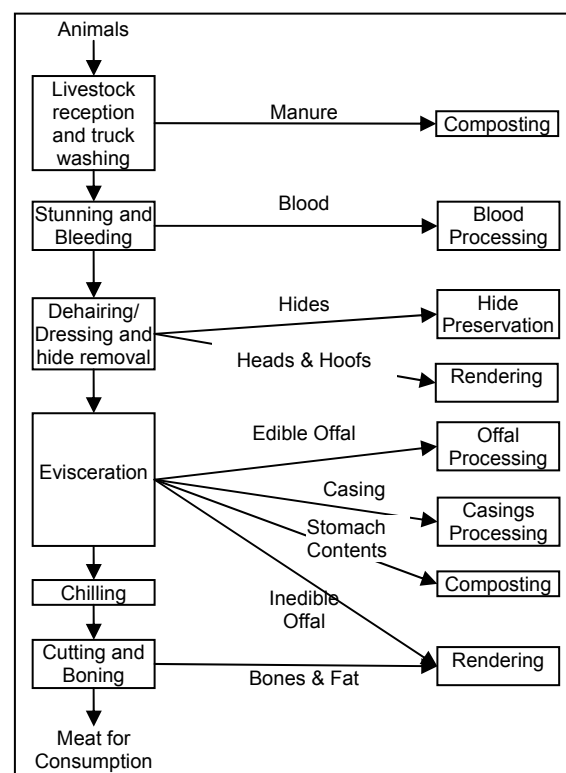 Animals
Livestock
reception
and truck
washing
Manure
Composting
Stunning and
Bleeding
Blood
Blood
Processing
Dehairing/
Dressing and
hide removal
Hides
Hide
Preservation
Heads & Hoofs
Rendering
Evisceration
Edible Offal
Offal
Processing
Casing
Casings
Processing
Stomach
Contents
Composting
Chilling
Inedible
Offal
Rendering
Cutting and
Boning
Bones & Fat
Meat for
Consumption